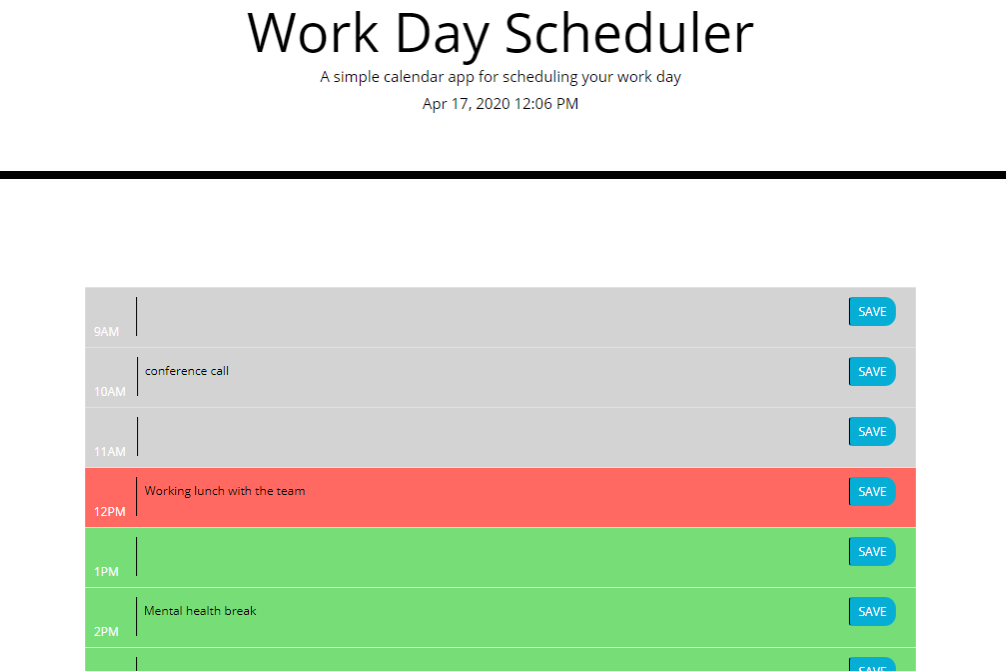 Work Day Scheduler
A simple calendar app for scheduling your work day
Apr 17, 2020 12:06 PM
9AM SAVE
10AM conference call SAVE
11AM SAVE
12PM Working lunch with the team SAVE
1PM SAVE
2PM Mental health break SAVE
SAVE